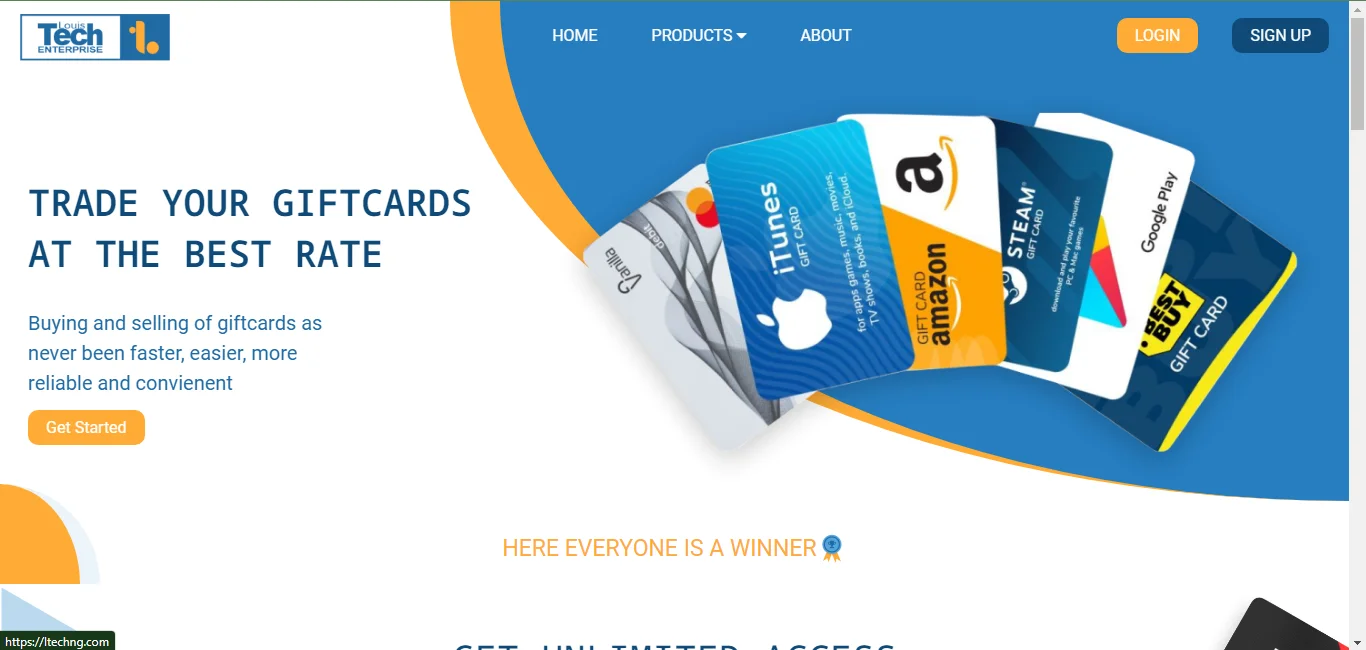 Louis
Tech
ENTERPRISE
HOME
PRODUCTS
ABOUT
LOGIN
SIGN UP
TRADE YOUR GIFTCARDS
AT THE BEST RATE
Buying and selling of giftcards as
never been faster, easier, more
reliable and convienent
Get Started
Vanilla
debit
iTunes
GIFT CARD
for apps games, music, movies,
TV shows, books, and iCloud.
a
GIFT CARD
amazon
STEAM
GIFT CARD
download and play your favourite
PC & Mac games
Google Play
BEST
BUY
GIFT CARD
HERE EVERYONE IS A WINNER
GET UNLIMITED ACCESS
https://ltechng.com